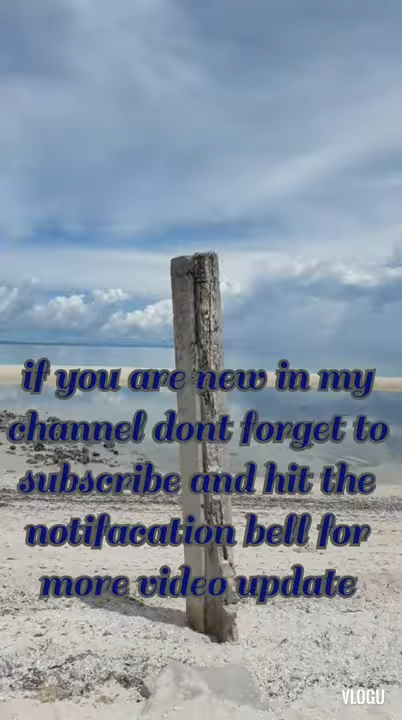 if you are new in my
channel dont forget to
subscribe and hit the
notifacation bell for
more video update
VLOGU